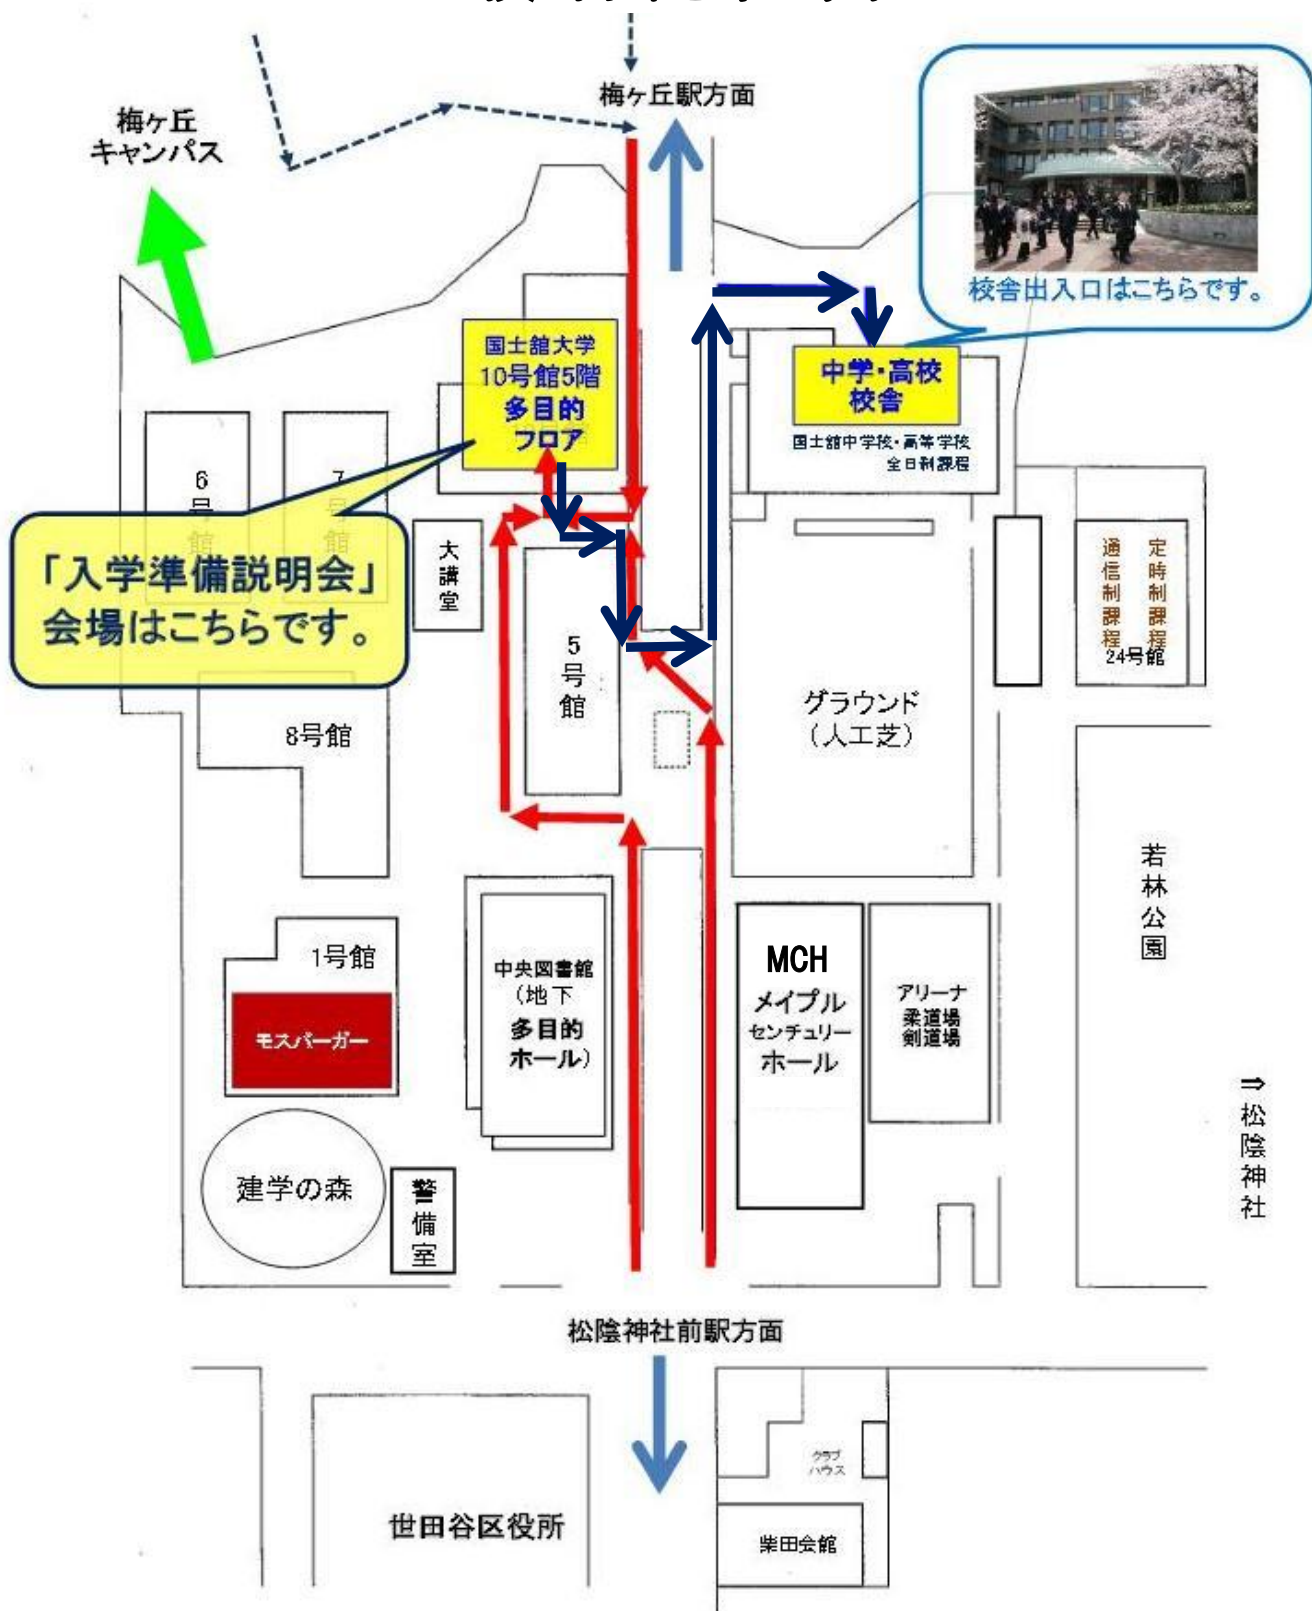 梅ヶ丘駅方面
梅ヶ丘
キャンパス
校舎出入口はこちらです。
国士舘大学
10号館5階
多目的
フロア
中学・高校
校舎
国士舘中学校・高等学校
全日制課程
6号館
7号館
「入学準備説明会」
会場はこちらです。
大講堂
5号館
定時制課程
通信制課程
24号館
グラウンド
（人工芝）
8号館
若林公園
1号館
モスバーガー
中央図書館
（地下
多目的
ホール）
MCH
メイプル
センチュリー
ホール
アリーナ
柔道場
剣道場
⇒松陰神社
建学の森
警備室
松陰神社前駅方面
クラブ
ハウス
世田谷区役所
柴田会館